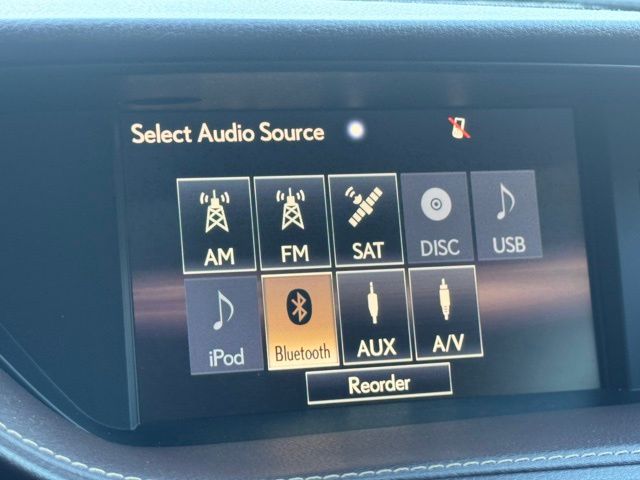 Select Audio Source
AM FM SAT DISC USB
iPod Bluetooth AUX A/V
Reorder